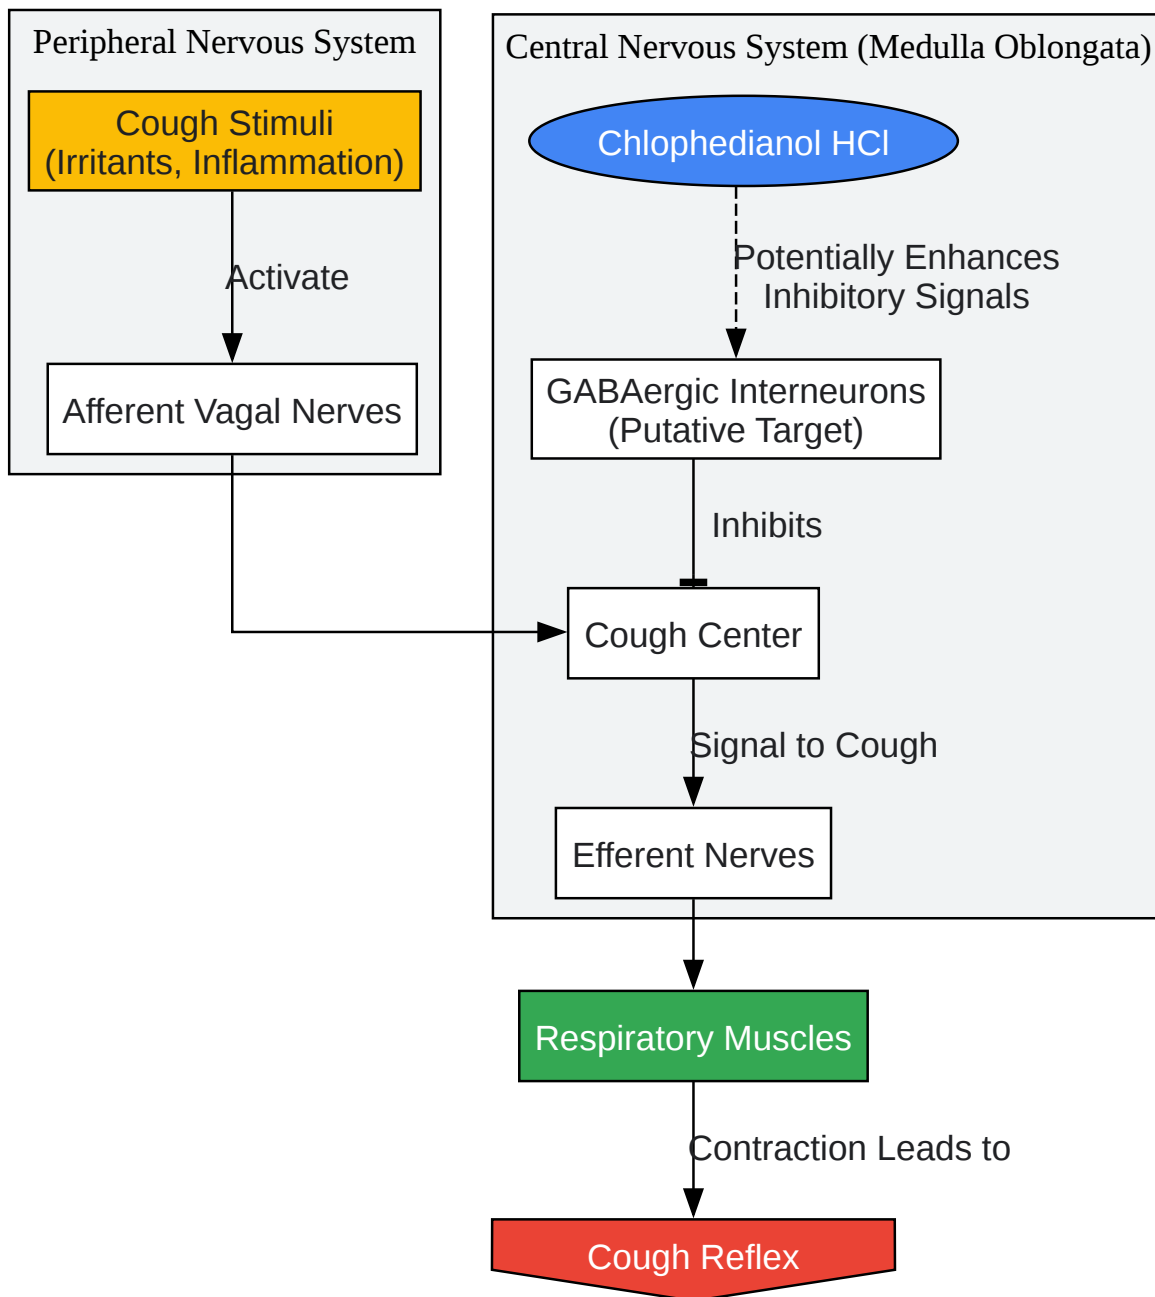 Peripheral Nervous System
Cough Stimuli
(Irritants, Inflammation)
Activate
Afferent Vagal Nerves
Central Nervous System (Medulla Oblongata)
Chlophedianol HCl
Potentially Enhances
Inhibitory Signals
GABAergic Interneurons
(Putative Target)
Inhibits
Cough Center
Signal to Cough
Efferent Nerves
Respiratory Muscles
Contraction Leads to
Cough Reflex